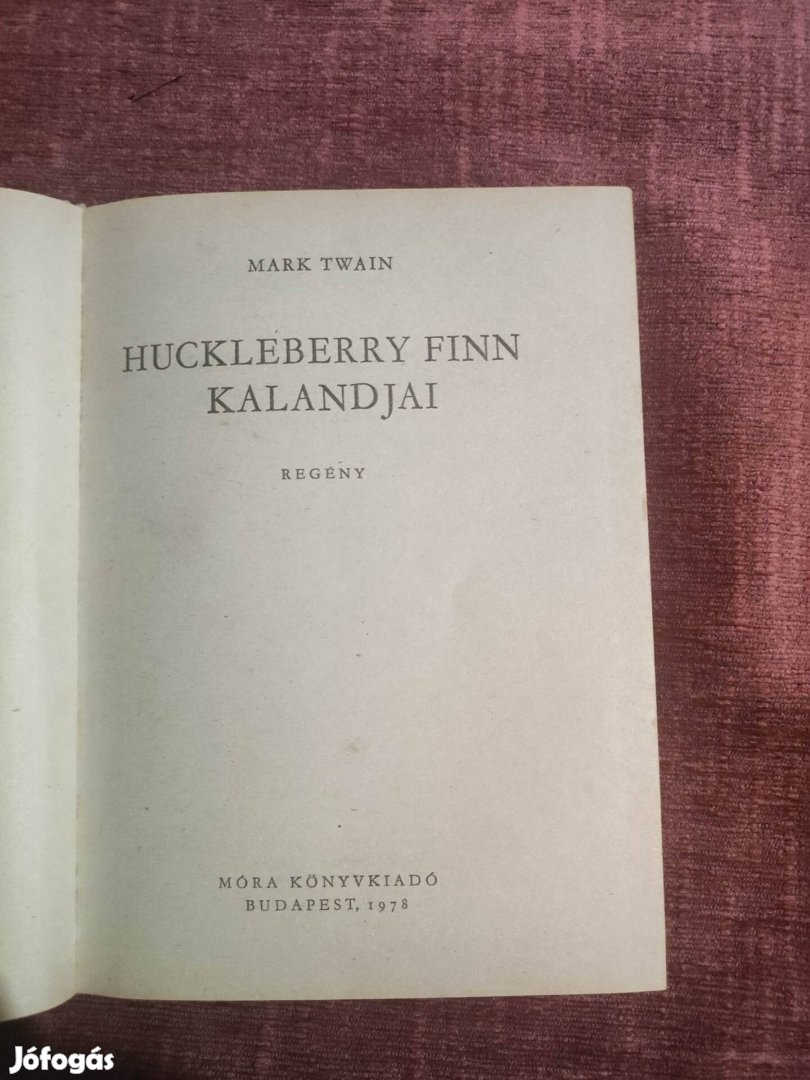 MARK TWAIN
HUCKLEBERRY FINN
KALANDJAI
REGÉNY
MÓRA KÖNYVKIADÓ
BUDAPEST, 1978
Jófogás